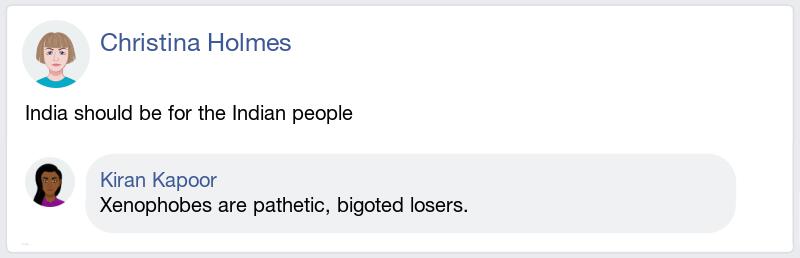 Christina Holmes
India should be for the Indian people
Kiran Kapoor
Xenophobes are pathetic, bigoted losers.